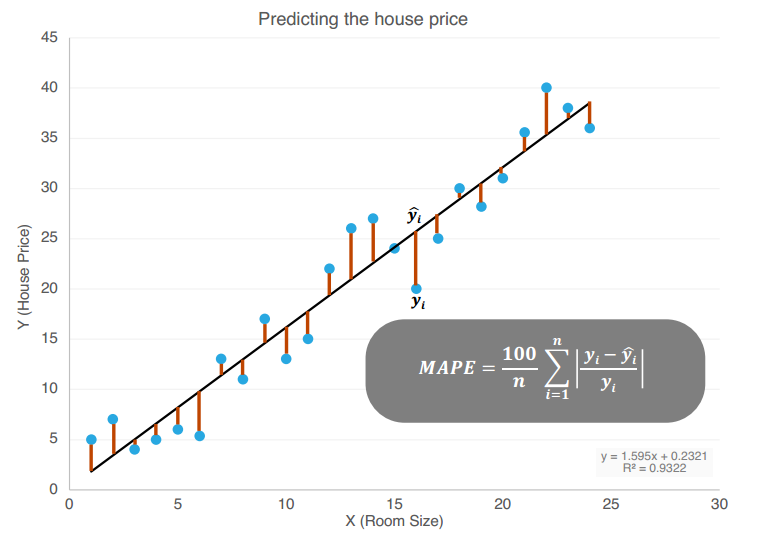 Predicting the house price
45
40
35
30
25
20
15
10
5
0
Y (House Price)
ŷᵢ
yᵢ
MAPE = 100/n ∑ⁿᵢ₌₁ |(yᵢ − ŷᵢ)/yᵢ|
y = 1.595x + 0.2321
R² = 0.9322
0 5 10 15 20 25 30
X (Room Size)